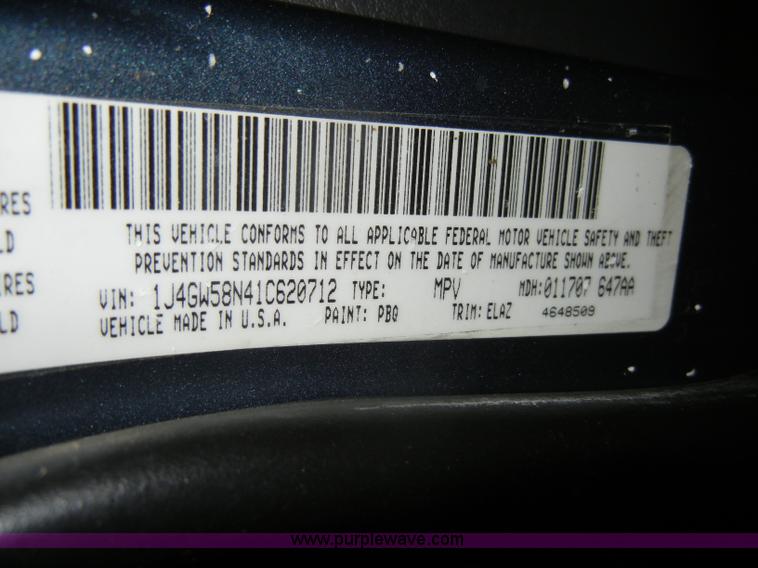 RES
LD
IRES
LD
THIS VEHICLE CONFORMS TO ALL APPLICABLE FEDERAL MOTOR VEHICLE SAFETY AND THEFT
PREVENTION STANDARDS IN EFFECT ON THE DATE OF MANUFACTURE SHOWN ABOVE.
VIN: 1J4GW58N41C620712 TYPE: MPV MDH:011707 647AA
VEHICLE MADE IN U.S.A. PAINT: PBQ TRIM: ELAZ 4648509
www.purplewave.com